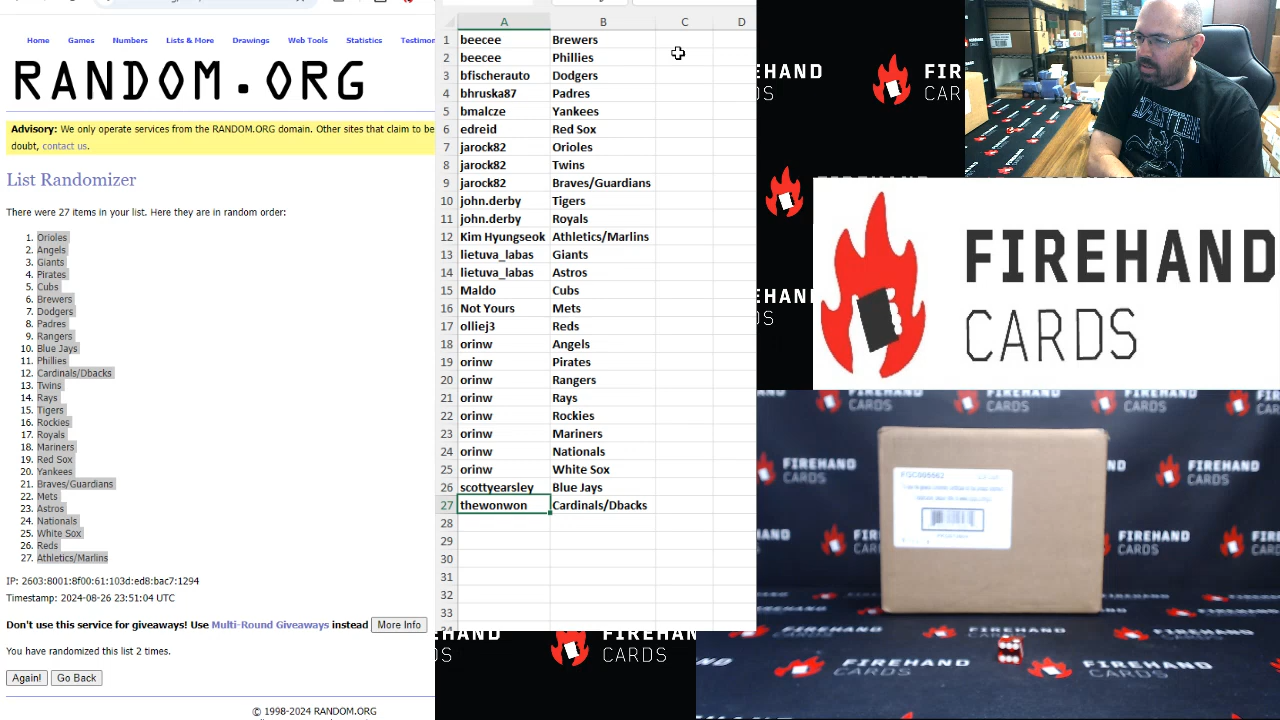 Home Games Numbers Lists & More Drawings Web Tools Statistics Testimon
RANDOM.ORG
Advisory: We only operate services from the RANDOM.ORG domain. Other sites that claim to be
doubt, contact us.
List Randomizer
There were 27 items in your list. Here they are in random order:
1. Orioles
2. Angels
3. Giants
4. Pirates
5. Cubs
6. Brewers
7. Dodgers
8. Padres
9. Rangers
10. Blue Jays
11. Phillies
12. Cardinals/Dbacks
13. Twins
14. Rays
15. Tigers
16. Rockies
17. Royals
18. Mariners
19. Red Sox
20. Yankees
21. Braves/Guardians
22. Mets
23. Astros
24. Nationals
25. White Sox
26. Reds
27. Athletics/Marlins
IP: 2603:8001:8f00:61:103d:ed8:bac7:1294
Timestamp: 2024-08-26 23:51:04 UTC
Don't use this service for giveaways! Use Multi-Round Giveaways instead More Info
You have randomized this list 2 times.
Again! Go Back
© 1998-2024 RANDOM.ORG
A B C D
1 beecee Brewers
2 beecee Phillies
3 bfischerauto Dodgers
4 bhruska87 Padres
5 bmalcze Yankees
6 edreid Red Sox
7 jarock82 Orioles
8 jarock82 Twins
9 jarock82 Braves/Guardians
10 john.derby Tigers
11 john.derby Royals
12 Kim Hyungseok Athletics/Marlins
13 lietuva_labas Giants
14 lietuva_labas Astros
15 Maldo Cubs
16 Not Yours Mets
17 olliej3 Reds
18 orinw Angels
19 orinw Pirates
20 orinw Rangers
21 orinw Rays
22 orinw Rockies
23 orinw Mariners
24 orinw Nationals
25 orinw White Sox
26 scottyearsley Blue Jays
27 thewonwon Cardinals/Dbacks
28
29
30
31
32
33
FIREHAND
CARDS
FIREHAND
CARDS
FIREHAND
CARDS
FIREHAND
CARDS
FIREHAND
CARDS